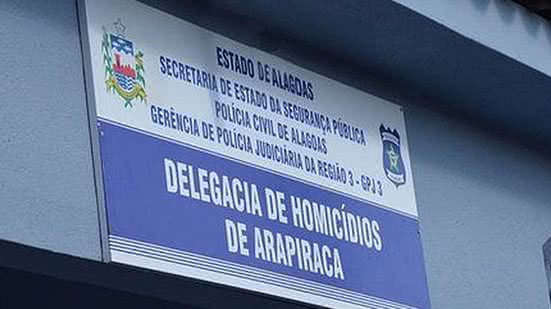 ESTADO DE ALAGOAS
SECRETARIA DE ESTADO DA SEGURANÇA PÚBLICA
POLÍCIA CIVIL DE ALAGOAS
GERÊNCIA DE POLICIA JUDICIÁRIA DA REGIÃO 3 - GPJ 3
DELEGACIA DE HOMICÍDIOS
DE ARAPIRACA